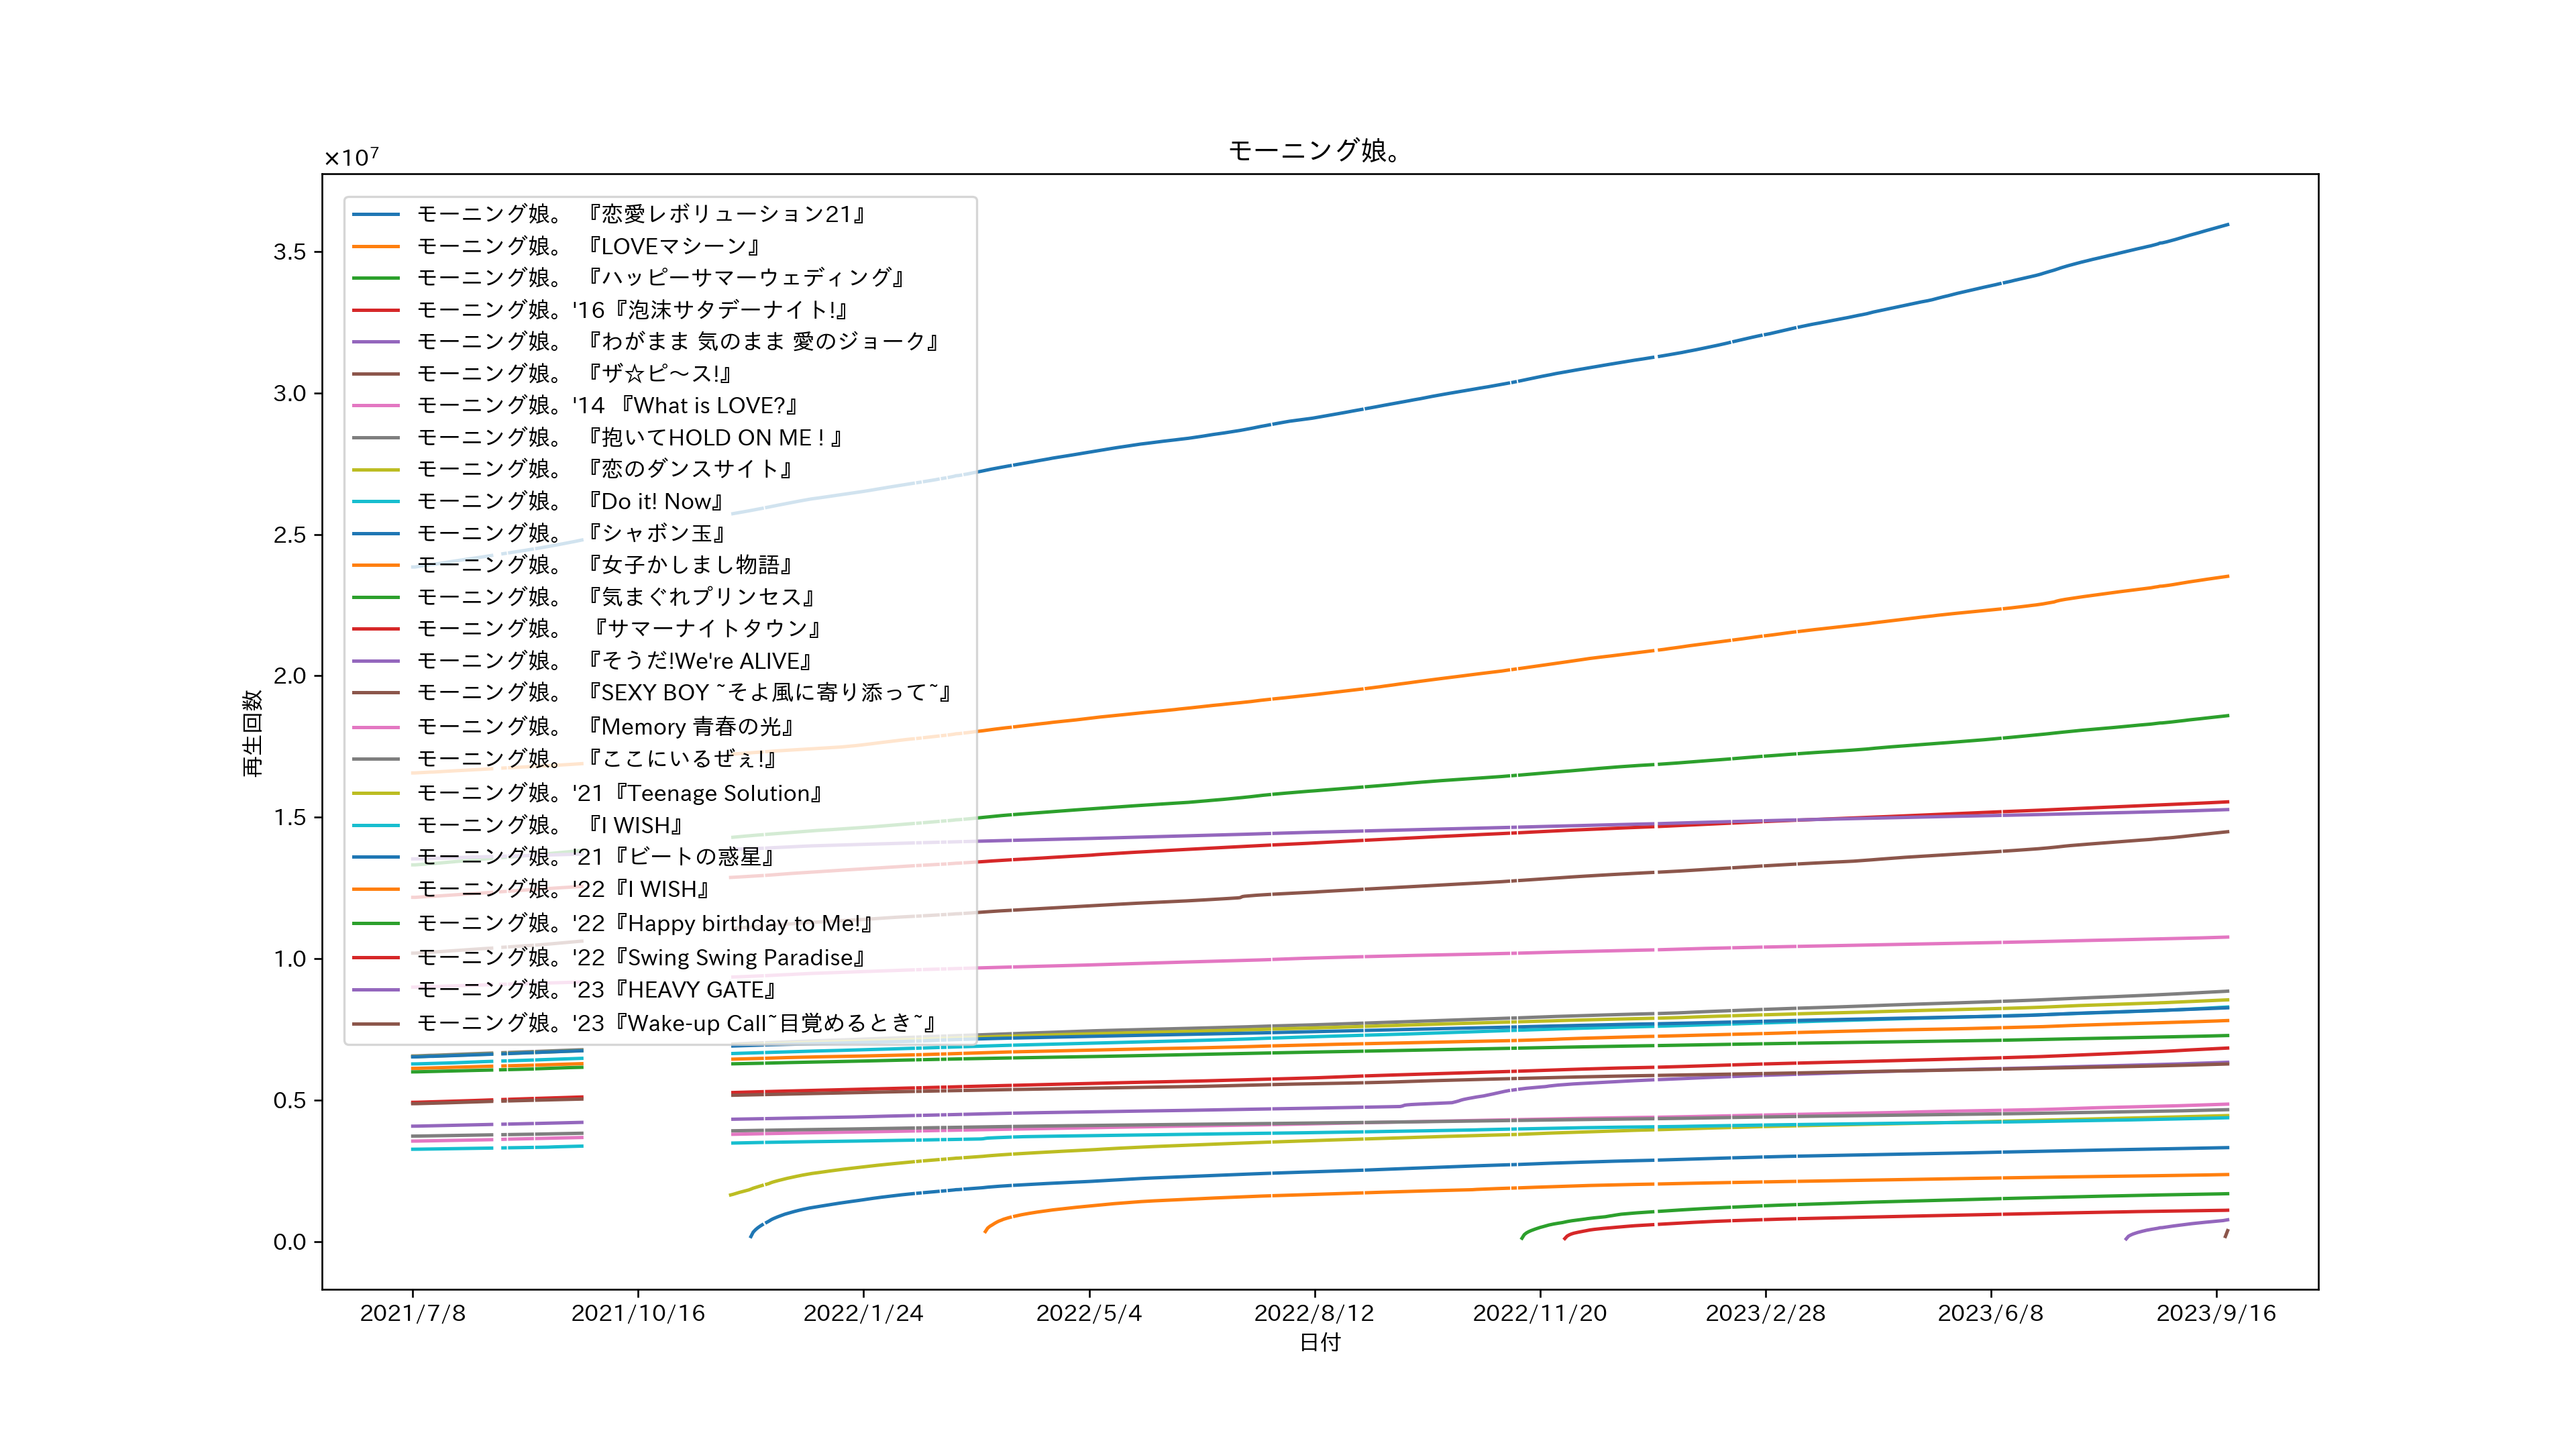 モーニング娘。
×10⁷
3.5
3.0
2.5
2.0
1.5
1.0
0.5
0.0
再生回数
モーニング娘。 『恋愛レボリューション21』
モーニング娘。 『LOVEマシーン』
モーニング娘。 『ハッピーサマーウェディング』
モーニング娘。'16『泡沫サタデーナイト!』
モーニング娘。 『わがまま 気のまま 愛のジョーク』
モーニング娘。 『ザ☆ピ〜ス!』
モーニング娘。'14 『What is LOVE?』
モーニング娘。 『抱いてHOLD ON ME ! 』
モーニング娘。 『恋のダンスサイト』
モーニング娘。 『Do it! Now』
モーニング娘。 『シャボン玉』
モーニング娘。 『女子かしまし物語』
モーニング娘。 『気まぐれプリンセス』
モーニング娘。 『サマーナイトタウン』
モーニング娘。 『そうだ!We're ALIVE』
モーニング娘。 『SEXY BOY ~そよ風に寄り添って~』
モーニング娘。 『Memory 青春の光』
モーニング娘。 『ここにいるぜぇ!』
モーニング娘。'21『Teenage Solution』
モーニング娘。 『I WISH』
モーニング娘。'21『ビートの惑星』
モーニング娘。'22『I WISH』
モーニング娘。'22『Happy birthday to Me!』
モーニング娘。'22『Swing Swing Paradise』
モーニング娘。'23『HEAVY GATE』
モーニング娘。'23『Wake-up Call~目覚めるとき~』
2021/7/8 2021/10/16 2022/1/24 2022/5/4 2022/8/12 2022/11/20 2023/2/28 2023/6/8 2023/9/16
日付